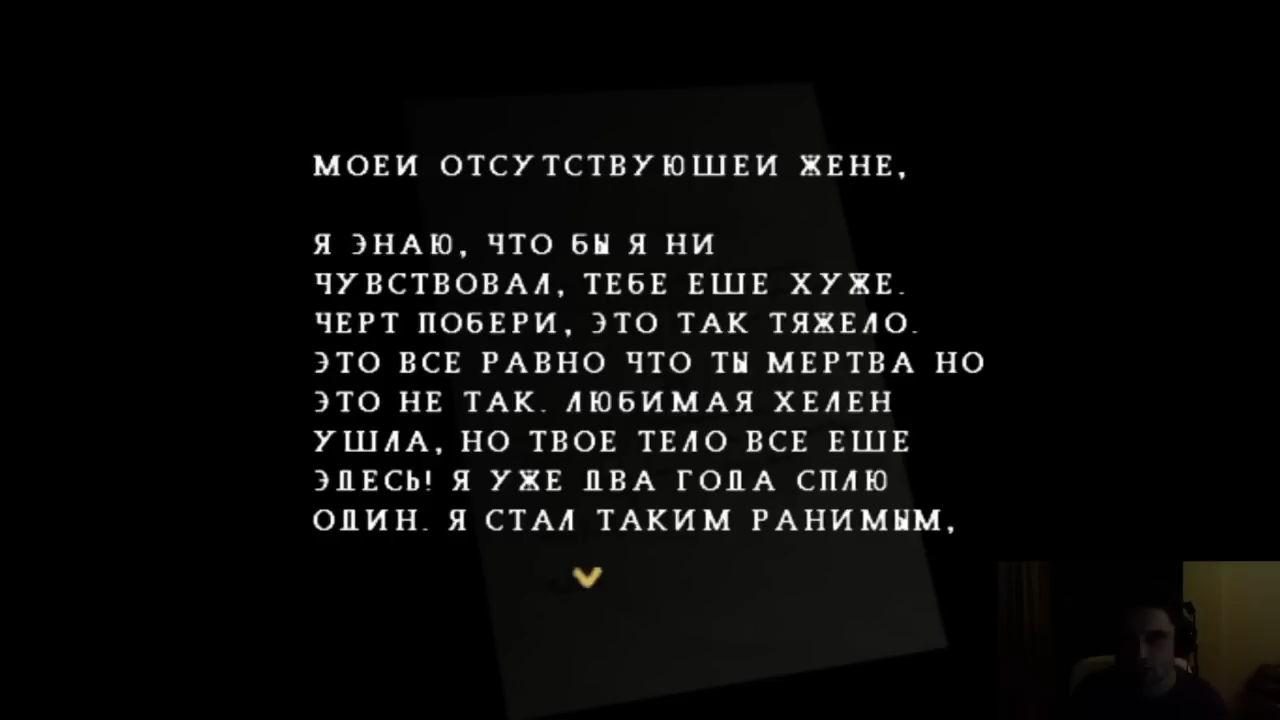 МОЕИ ОТСУТСТВУЮШЕИ ЖЕНЕ,
Я ЭНАЮ, ЧТО БЫ Я НИ
ЧУВСТВОВАЛ, ТЕБЕ ЕШЕ ХУЖЕ.
ЧЕРТ ПОБЕРИ, ЭТО ТАК ТЯЖЕЛО.
ЭТО ВСЕ РАВНО ЧТО ТЫ МЕРТВА НО
ЭТО НЕ ТАК. ЛЮБИМАЯ ХЕЛЕН
УШЛА, НО ТВОЕ ТЕЛО ВСЕ ЕШЕ
ЭДЕСЬ! Я УЖЕ ДВА ГОДА СПЛЮ
ОДИН. Я СТАЛ ТАКИМ РАНИМЫМ,